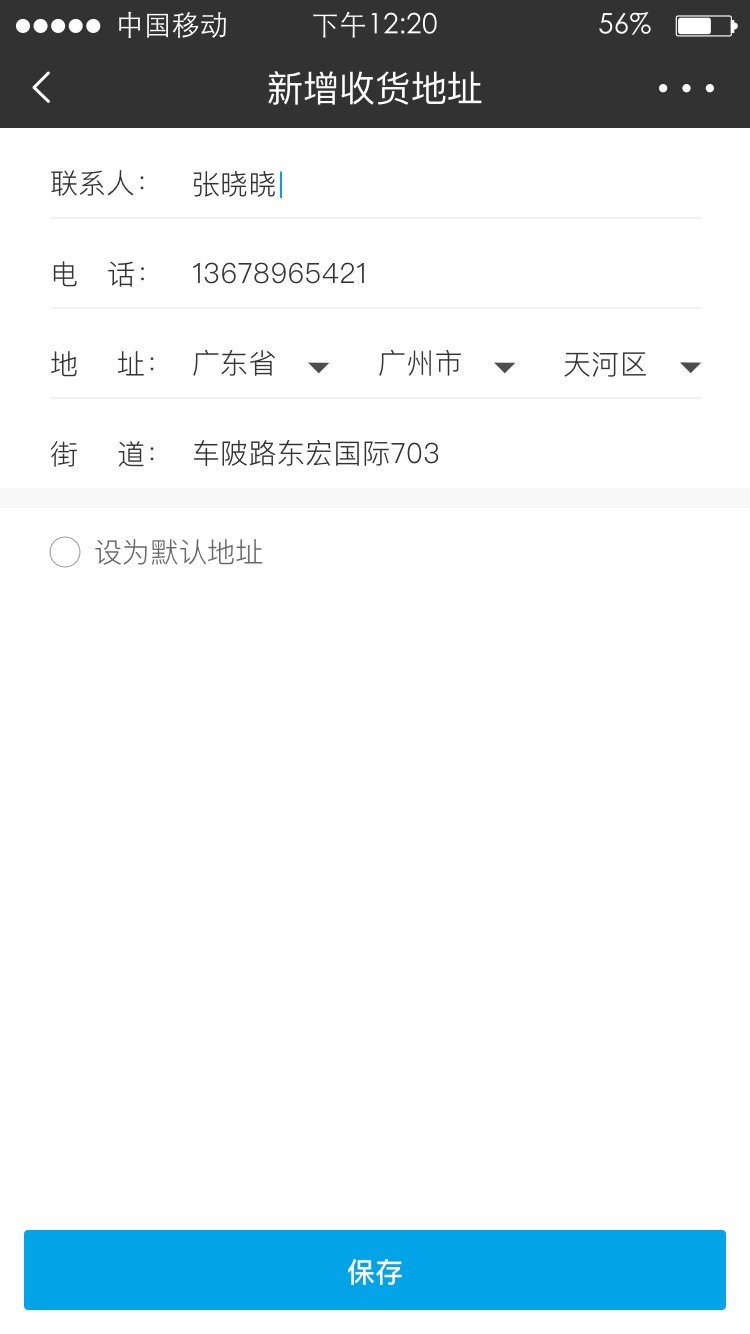 中国移动 下午12:20 56%
新增收货地址
联系人: 张晓晓
电 话: 13678965421
地 址: 广东省 广州市 天河区
街 道: 车陂路东宏国际703
设为默认地址
保存